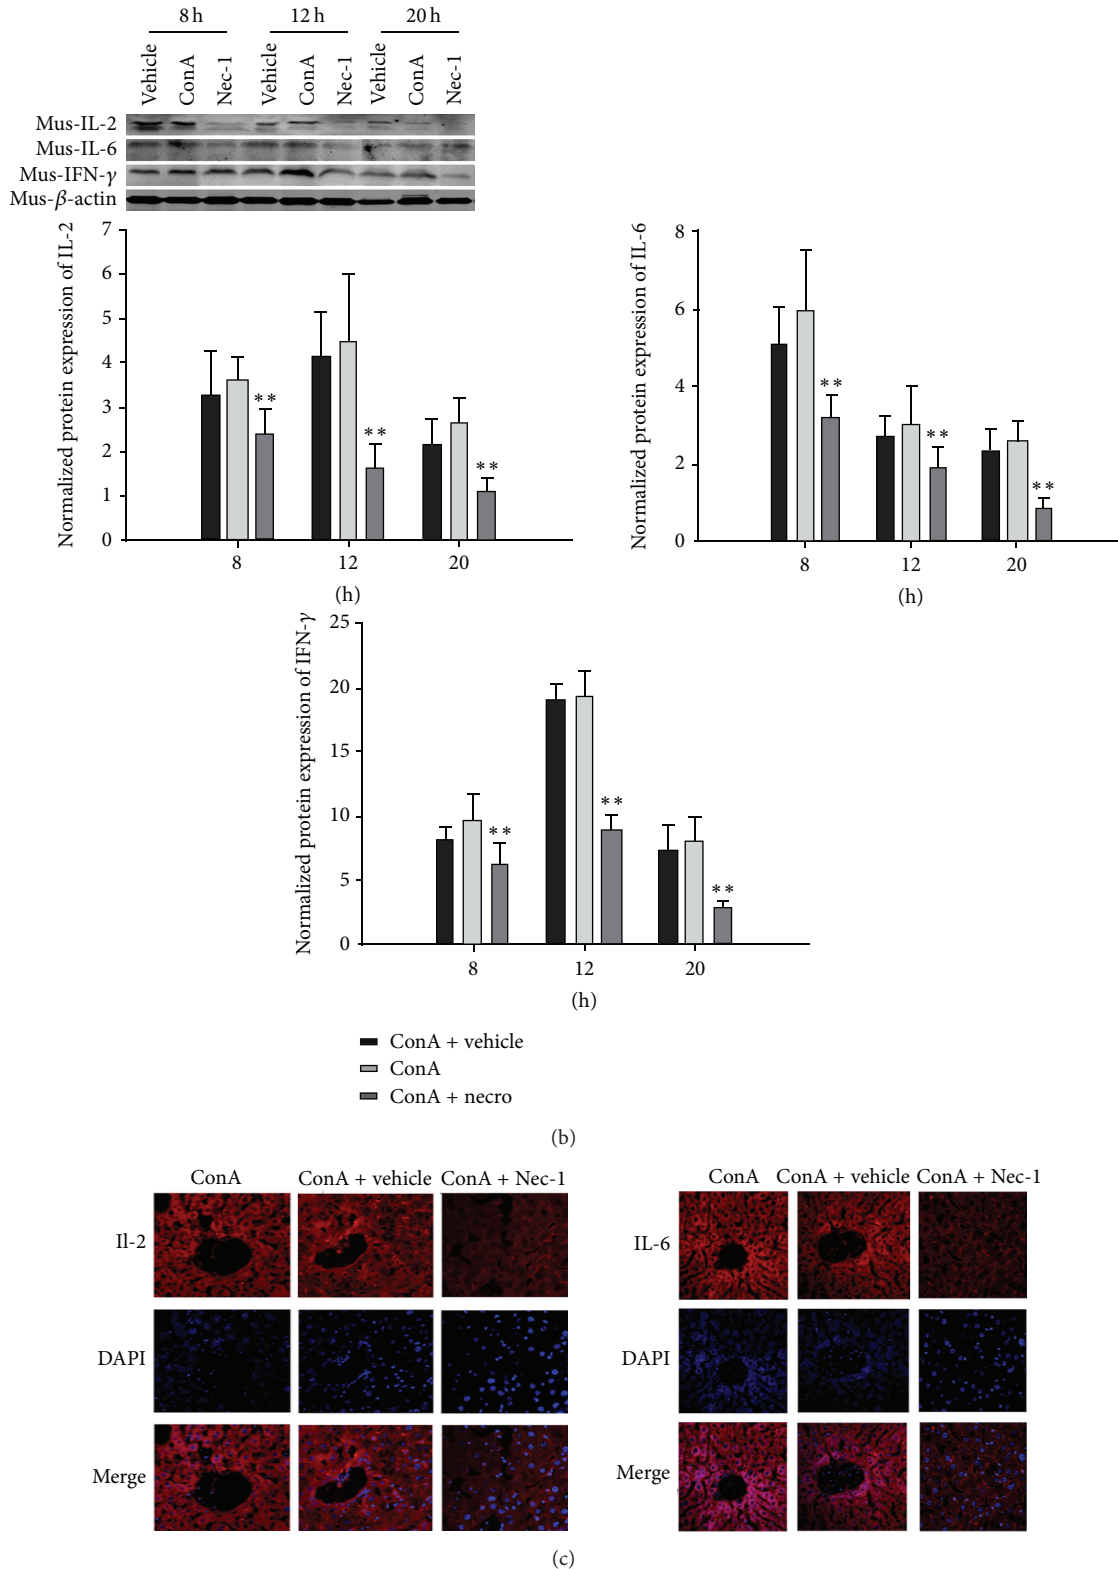 8 h 12 h 20 h
Vehicle ConA Nec-1 Vehicle ConA Nec-1 Vehicle ConA Nec-1
Mus-IL-2
Mus-IL-6
Mus-IFN-γ
Mus-β-actin
Normalized protein expression of IL-2
7
6
5
4
3
2
1
0
** ** **
8 12 20
(h)
Normalized protein expression of IL-6
8
6
4
2
0
** ** **
8 12 20
(h)
Normalized protein expression of IFN-γ
25
20
15
10
5
0
** ** **
8 12 20
(h)
ConA + vehicle
ConA
ConA + necro
(b)
ConA ConA + vehicle ConA + Nec-1
Il-2
DAPI
Merge
ConA ConA + vehicle ConA + Nec-1
IL-6
DAPI
Merge
(c)